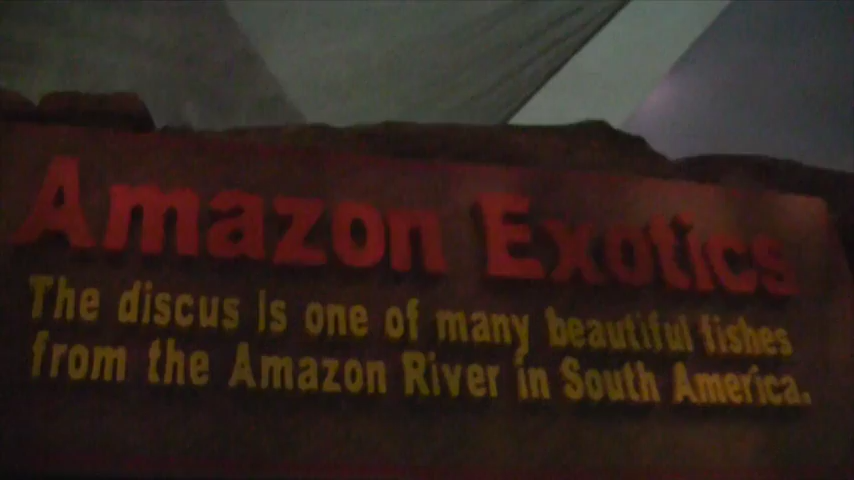 Amazon Exotics
The discus is one of many beautiful fishes
from the Amazon River in South America.